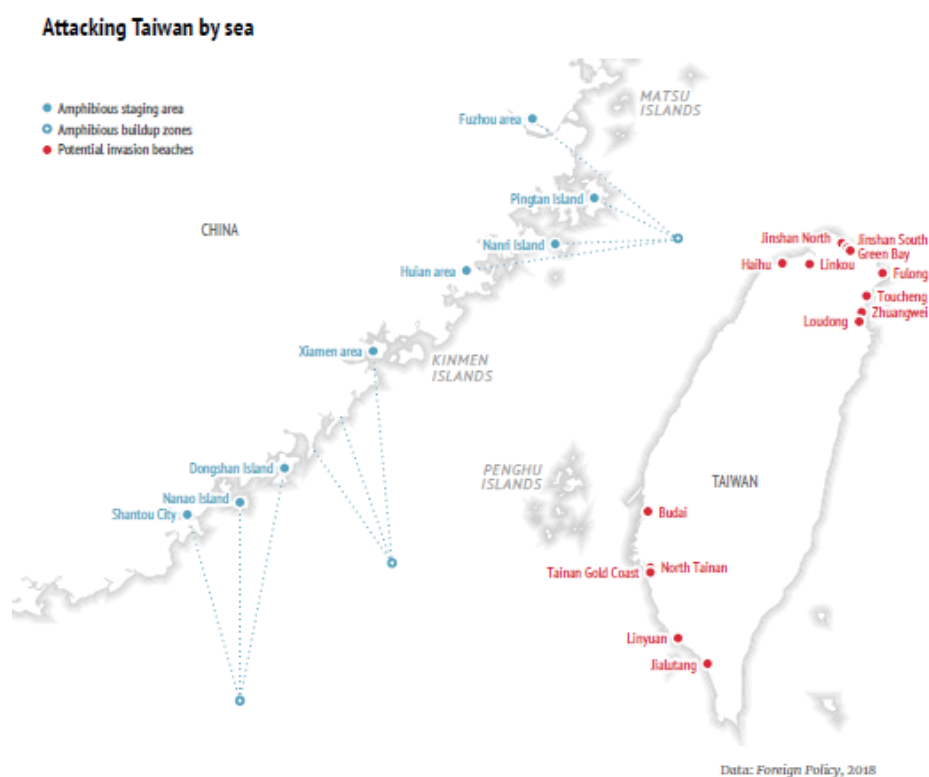 Attacking Taiwan by sea
Amphibious staging area
Amphibious buildup zones
Potential invasion beaches
MATSU
ISLANDS
Fuzhou area
Pingtan Island
CHINA
Nanri Island
Huian area
Jinshan North
Jinshan South
Green Bay
Haihu
Linkou
Fulong
Toucheng
Zhuangwei
Loudong
Xiamen area
KINMEN
ISLANDS
Dongshan Island
Nanao Island
Shantou City
PENGHU
ISLANDS
TAIWAN
Budai
North Tainan
Tainan Gold Coast
Linyuan
Jialutang
Data: Foreign Policy, 2018